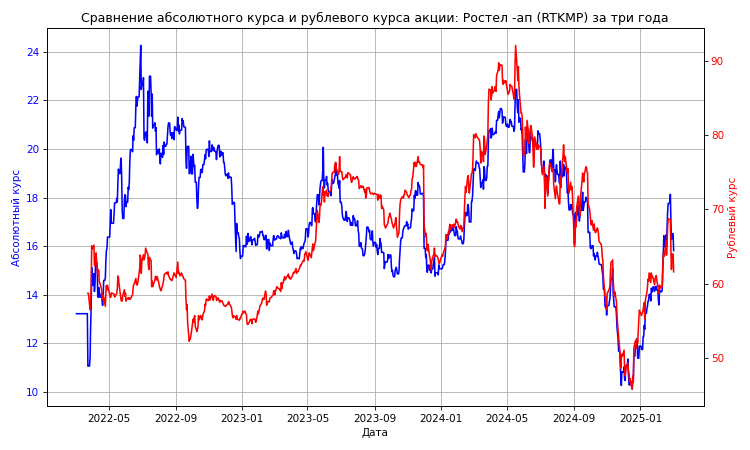 Сравнение абсолютного курса и рублевого курса акции: Ростел -ап (RTKMP) за три года
24
22
20
18
16
14
12
10
Абсолютный курс
90
80
70
60
50
Рублевый курс
2022-05 2022-09 2023-01 2023-05 2023-09 2024-01 2024-05 2024-09 2025-01
Дата